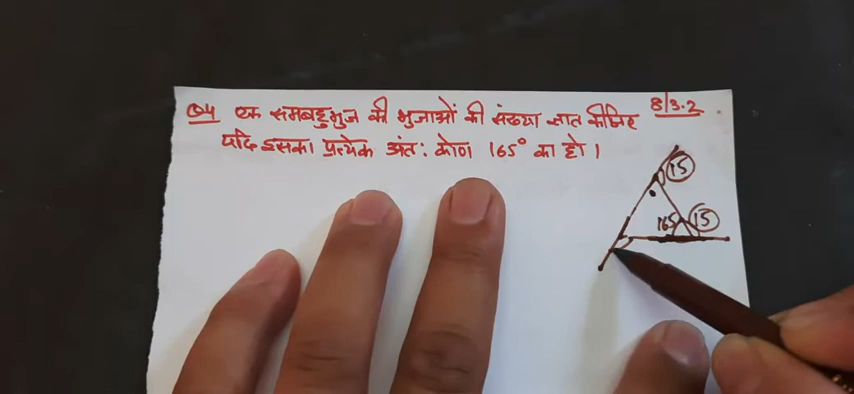 Q4 एक समबहुभुज की भुजाओं की संख्या ज्ञात कीजिए 8/3.2
यदि इसका प्रत्येक अंतः कोण 165° का हो ।
15
165 15